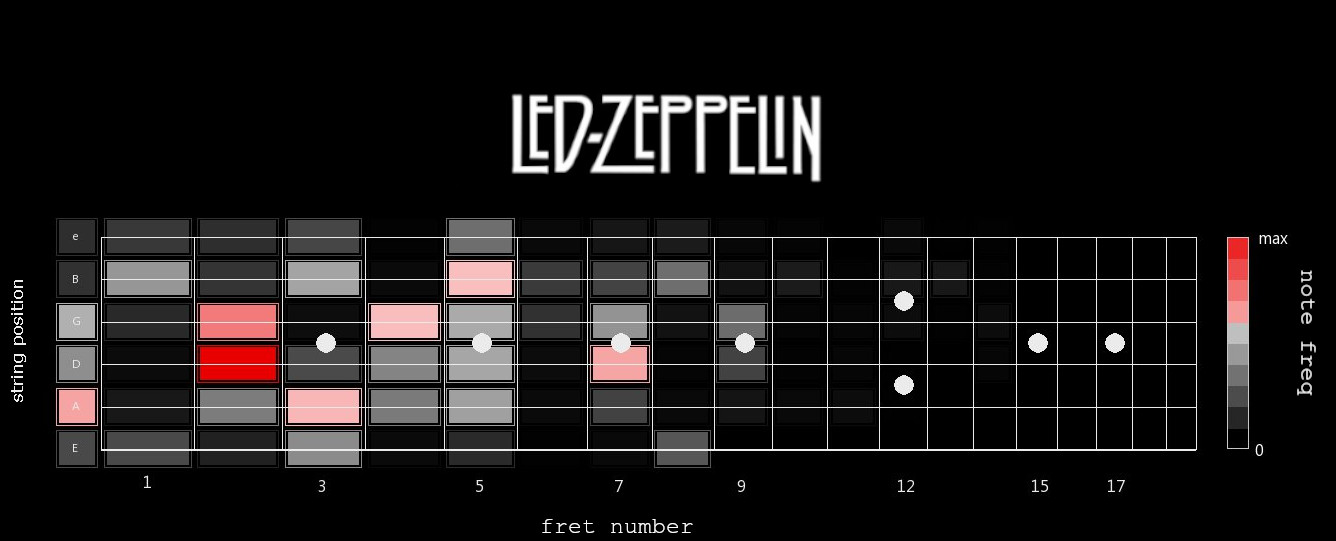 LED-ZEPPELIN
string position
e
B
G
D
A
E
1 3 5 7 9 12 15 17
fret number
max
0
note freq